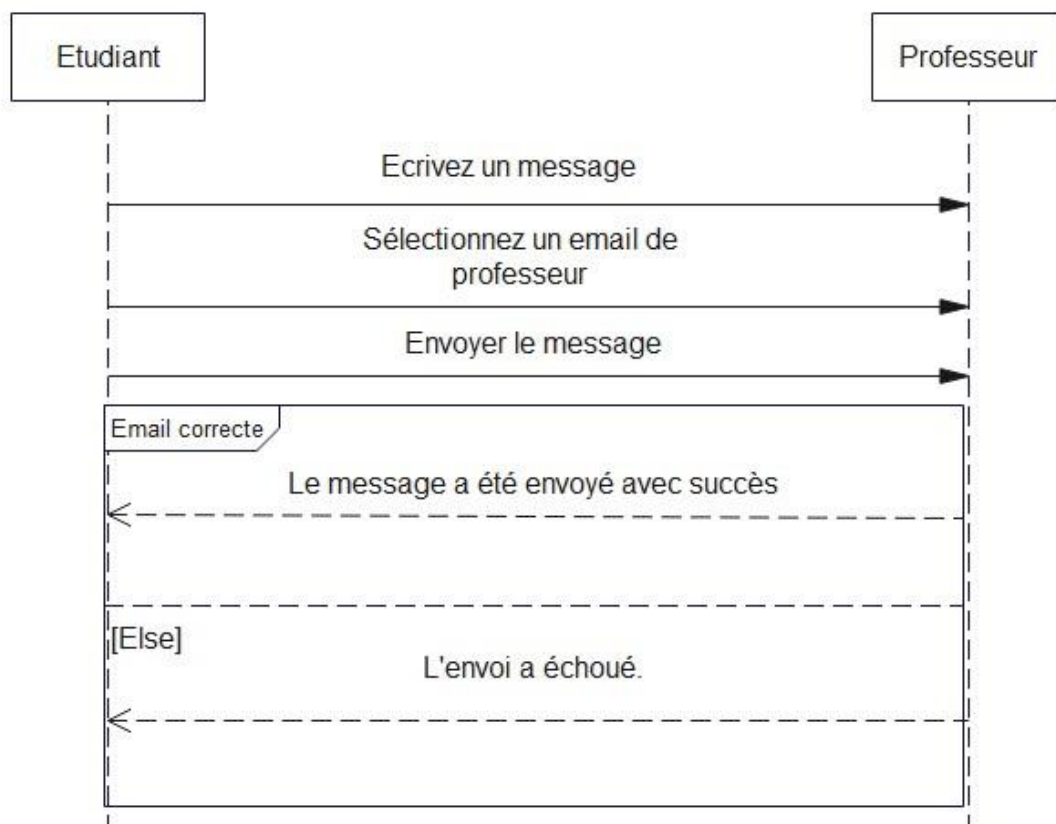 Etudiant
Professeur
Ecrivez un message
Sélectionnez un email de
professeur
Envoyer le message
Email correcte
Le message a été envoyé avec succès
[Else]
L'envoi a échoué.